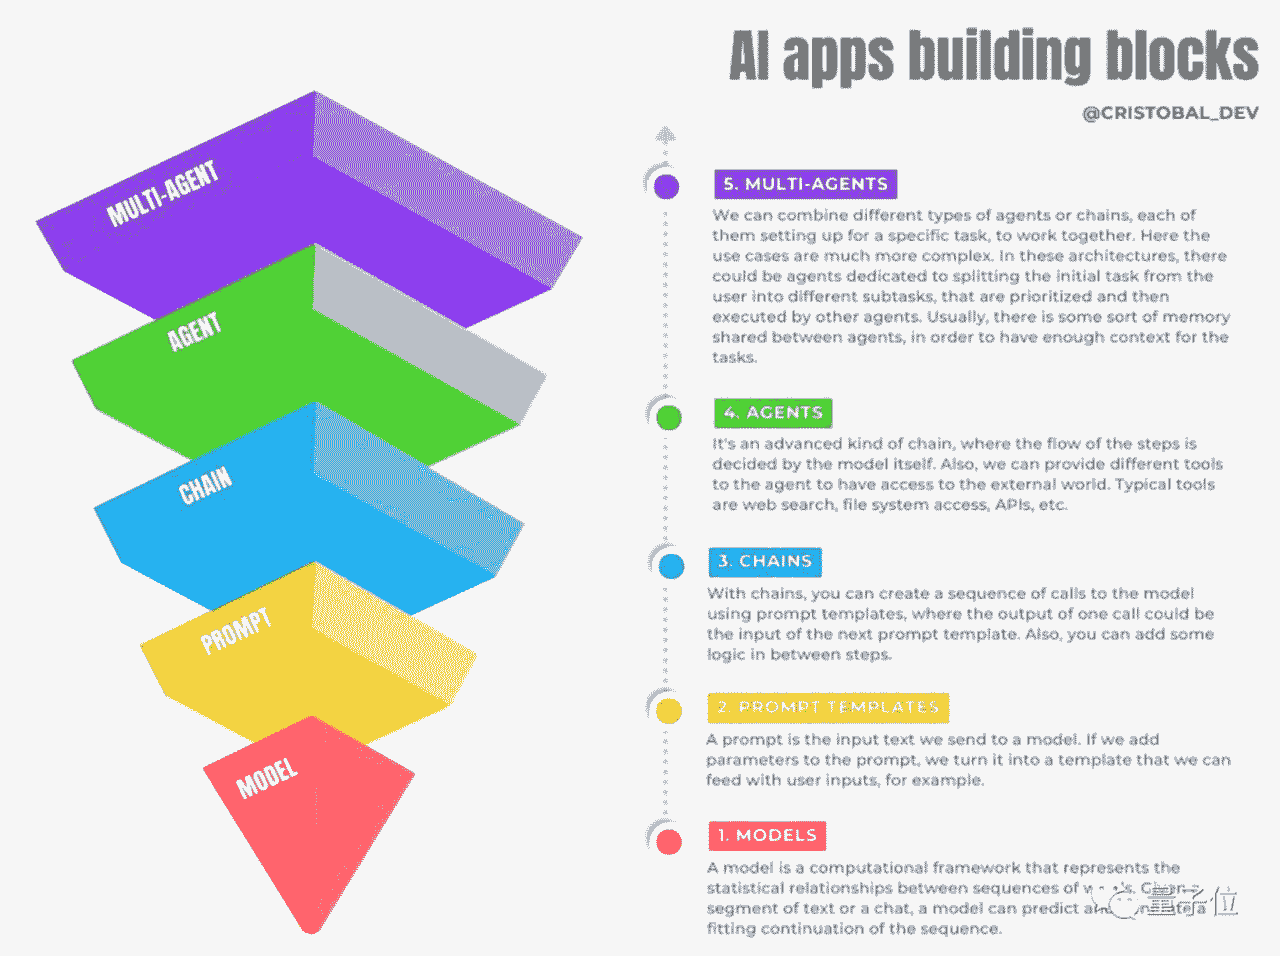 AI apps building blocks
@CRISTOBAL_DEV
MULTI-AGENT
AGENT
CHAIN
PROMPT
MODEL
5. MULTI-AGENTS
We can combine different types of agents or chains, each of
them setting up for a specific task, to work together. Here the
use cases are much more complex. In these architectures, there
could be agents dedicated to splitting the initial task from the
user into different subtasks, that are prioritized and then
executed by other agents. Usually, there is some sort of memory
shared between agents, in order to have enough context for the
tasks.
4. AGENTS
It's an advanced kind of chain, where the flow of the steps is
decided by the model itself. Also, we can provide different tools
to the agent to have access to the external world. Typical tools
are web search, file system access, APIs, etc.
3. CHAINS
With chains, you can create a sequence of calls to the model
using prompt templates, where the output of one call could be
the input of the next prompt template. Also, you can add some
logic in between steps.
2. PROMPT TEMPLATES
A prompt is the input text we send to a model. If we add
parameters to the prompt, we turn it into a template that we can
feed with user inputs, for example.
1. MODELS
A model is a computational framework that represents the
statistical relationships between sequences of
segment of text or a chat, a model can predict a
fitting continuation of the sequence.
量子位